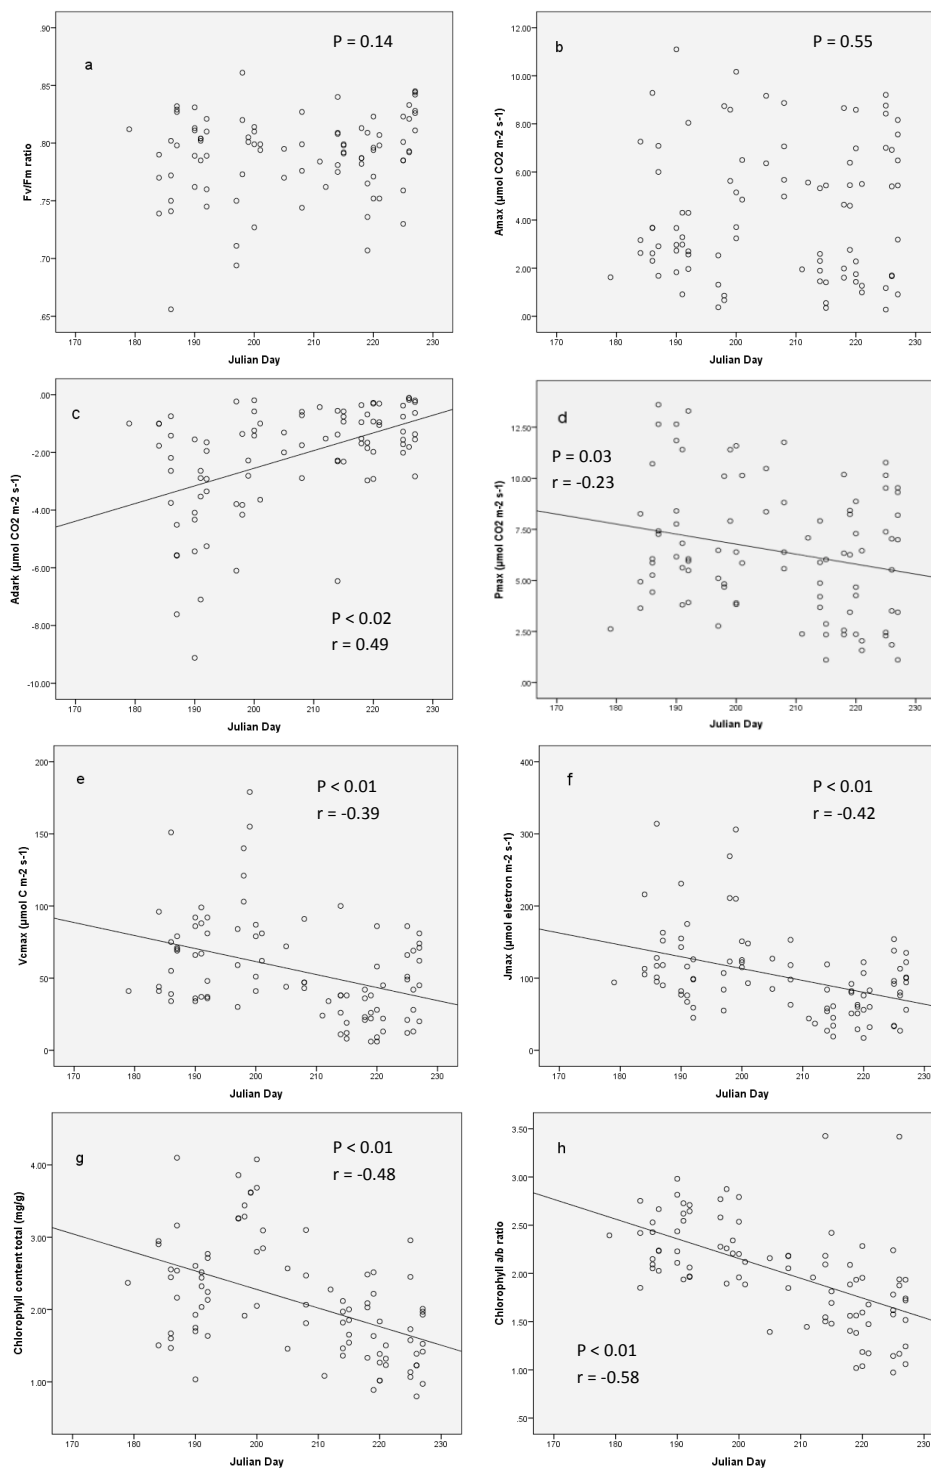 a
P = 0.14
.90
.85
.80
.75
.70
.65
Fv/Fm ratio
170 180 190 200 210 220 230
Julian Day
b
P = 0.55
12.00
10.00
8.00
6.00
4.00
2.00
.00
Amax (µmol CO2 m-2 s-1)
170 180 190 200 210 220 230
Julian Day
c
.00
-2.00
-4.00
-6.00
-8.00
-10.00
Adark (µmol CO2 m-2 s-1)
P < 0.02
r = 0.49
170 180 190 200 210 220 230
Julian Day
d
P = 0.03
r = -0.23
12.50
10.00
7.50
5.00
2.50
.00
Pmax (µmol CO2 m-2 s-1)
170 180 190 200 210 220 230
Julian Day
e
P < 0.01
r = -0.39
200
150
100
50
0
Vcmax (µmol C m-2 s-1)
170 180 190 200 210 220 230
Julian Day
f
P < 0.01
r = -0.42
400
300
200
100
0
Jmax (µmol electron m-2 s-1)
170 180 190 200 210 220 230
Julian Day
g
P < 0.01
r = -0.48
4.00
3.00
2.00
1.00
Chlorophyll content total (mg/g)
170 180 190 200 210 220 230
Julian Day
h
3.50
3.00
2.50
2.00
1.50
1.00
.50
Chlorophyll a/b ratio
P < 0.01
r = -0.58
170 180 190 200 210 220 230
Julian Day